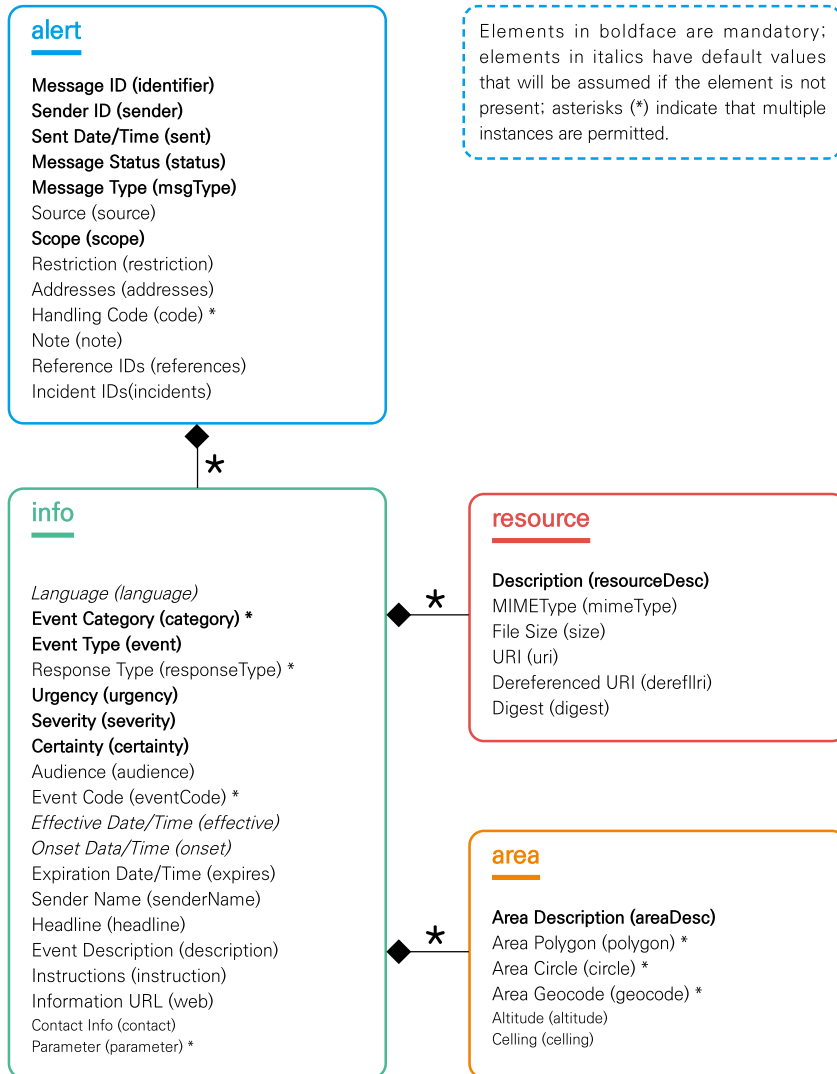 alert
Message ID (identifier)
Sender ID (sender)
Sent Date/Time (sent)
Message Status (status)
Message Type (msgType)
Source (source)
Scope (scope)
Restriction (restriction)
Addresses (addresses)
Handling Code (code) *
Note (note)
Reference IDs (references)
Incident IDs(incidents)
Elements in boldface are mandatory;
elements in italics have default values
that will be assumed if the element is not
present; asterisks (*) indicate that multiple
instances are permitted.
*
info
Language (language)
Event Category (category) *
Event Type (event)
Response Type (responseType) *
Urgency (urgency)
Severity (severity)
Certainty (certainty)
Audience (audience)
Event Code (eventCode) *
Effective Date/Time (effective)
Onset Data/Time (onset)
Expiration Date/Time (expires)
Sender Name (senderName)
Headline (headline)
Event Description (description)
Instructions (instruction)
Information URL (web)
Contact Info (contact)
Parameter (parameter) *
*
resource
Description (resourceDesc)
MIMEType (mimeType)
File Size (size)
URI (uri)
Dereferenced URI (derefllri)
Digest (digest)
*
area
Area Description (areaDesc)
Area Polygon (polygon) *
Area Circle (circle) *
Area Geocode (geocode) *
Altitude (altitude)
Celling (celling)